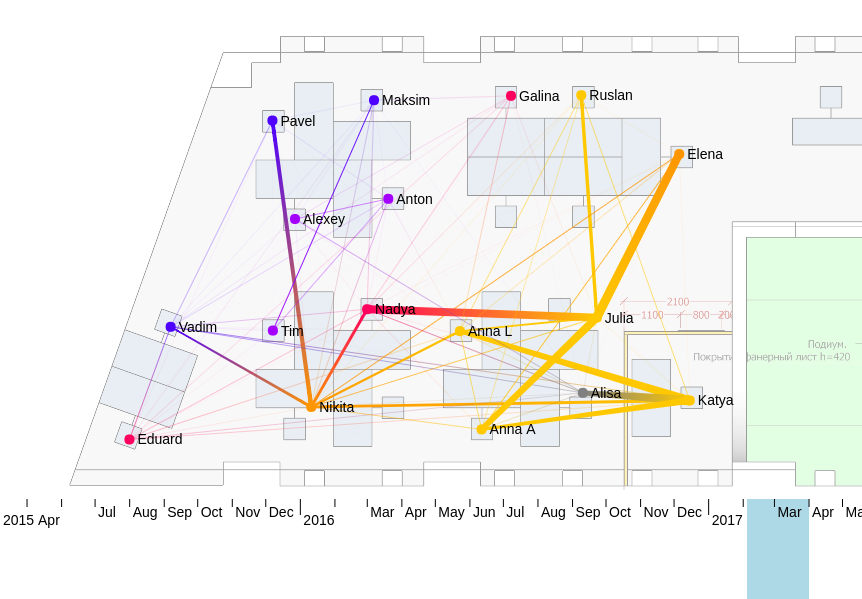 Maksim
Galina
Ruslan
Pavel
Elena
Anton
Alexey
2100
Nadya
1100
800
200
Julia
Vadim
Tim
Anna L
Подиум.
Покрыти
фанерный лист h=420
Alisa
Katya
Nikita
Anna A
Eduard
2015 Apr Jul Aug Sep Oct Nov Dec 2016 Mar Apr May Jun Jul Aug Sep Oct Nov Dec 2017 Mar Apr Ma